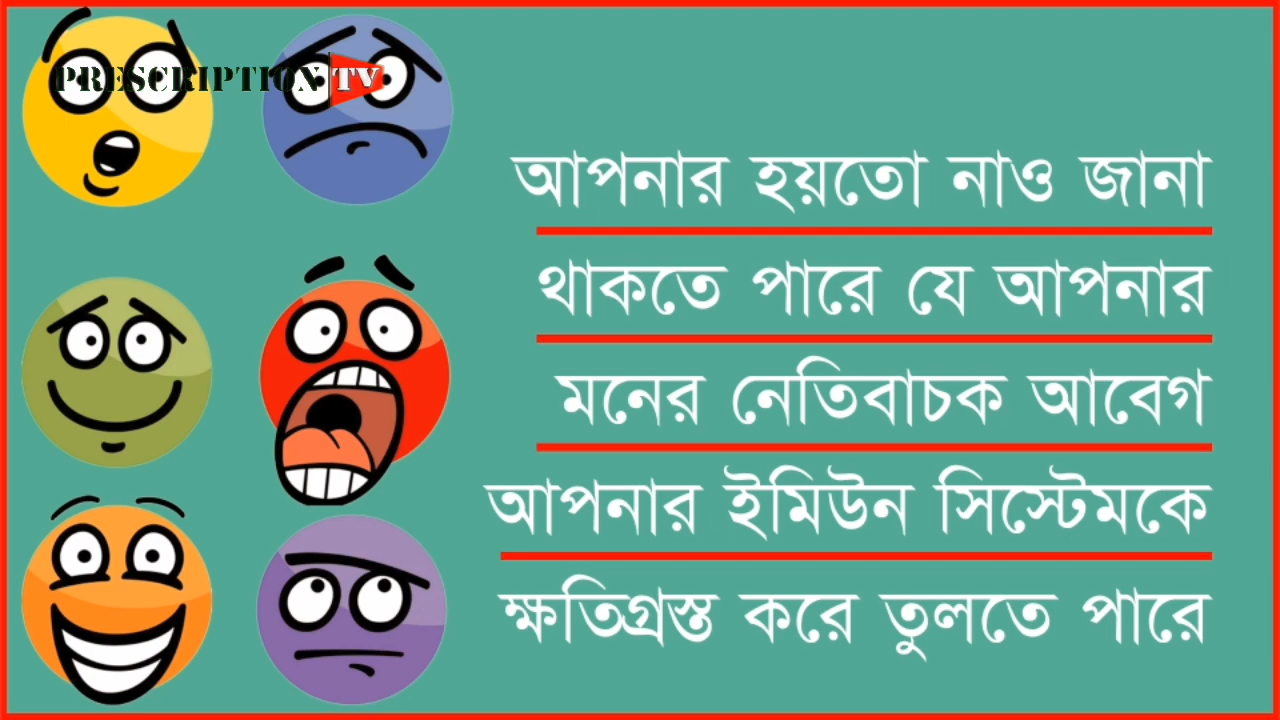 PRESCRIPTION TV
আপনার হয়তো নাও জানা
থাকতে পারে যে আপনার
মনের নেতিবাচক আবেগ
আপনার ইমিউন সিস্টেমকে
ক্ষতিগ্রস্ত করে তুলতে পারে